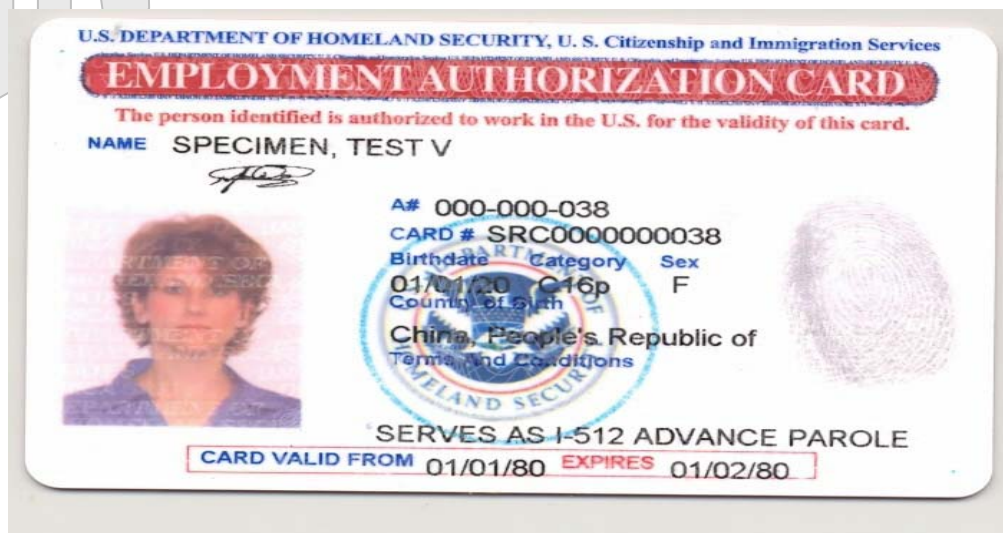 U.S. DEPARTMENT OF HOMELAND SECURITY, U. S. Citizenship and Immigration Services
EMPLOYMENT AUTHORIZATION CARD
The person identified is authorized to work in the U.S. for the validity of this card.
NAME SPECIMEN, TEST V
A# 000-000-038
CARD # SRC0000000038
Birthdate Category Sex
01/01/20 C16p F
Country of Birth
China, People's Republic of
Terms And Conditions
SERVES AS I-512 ADVANCE PAROLE
CARD VALID FROM 01/01/80 EXPIRES 01/02/80